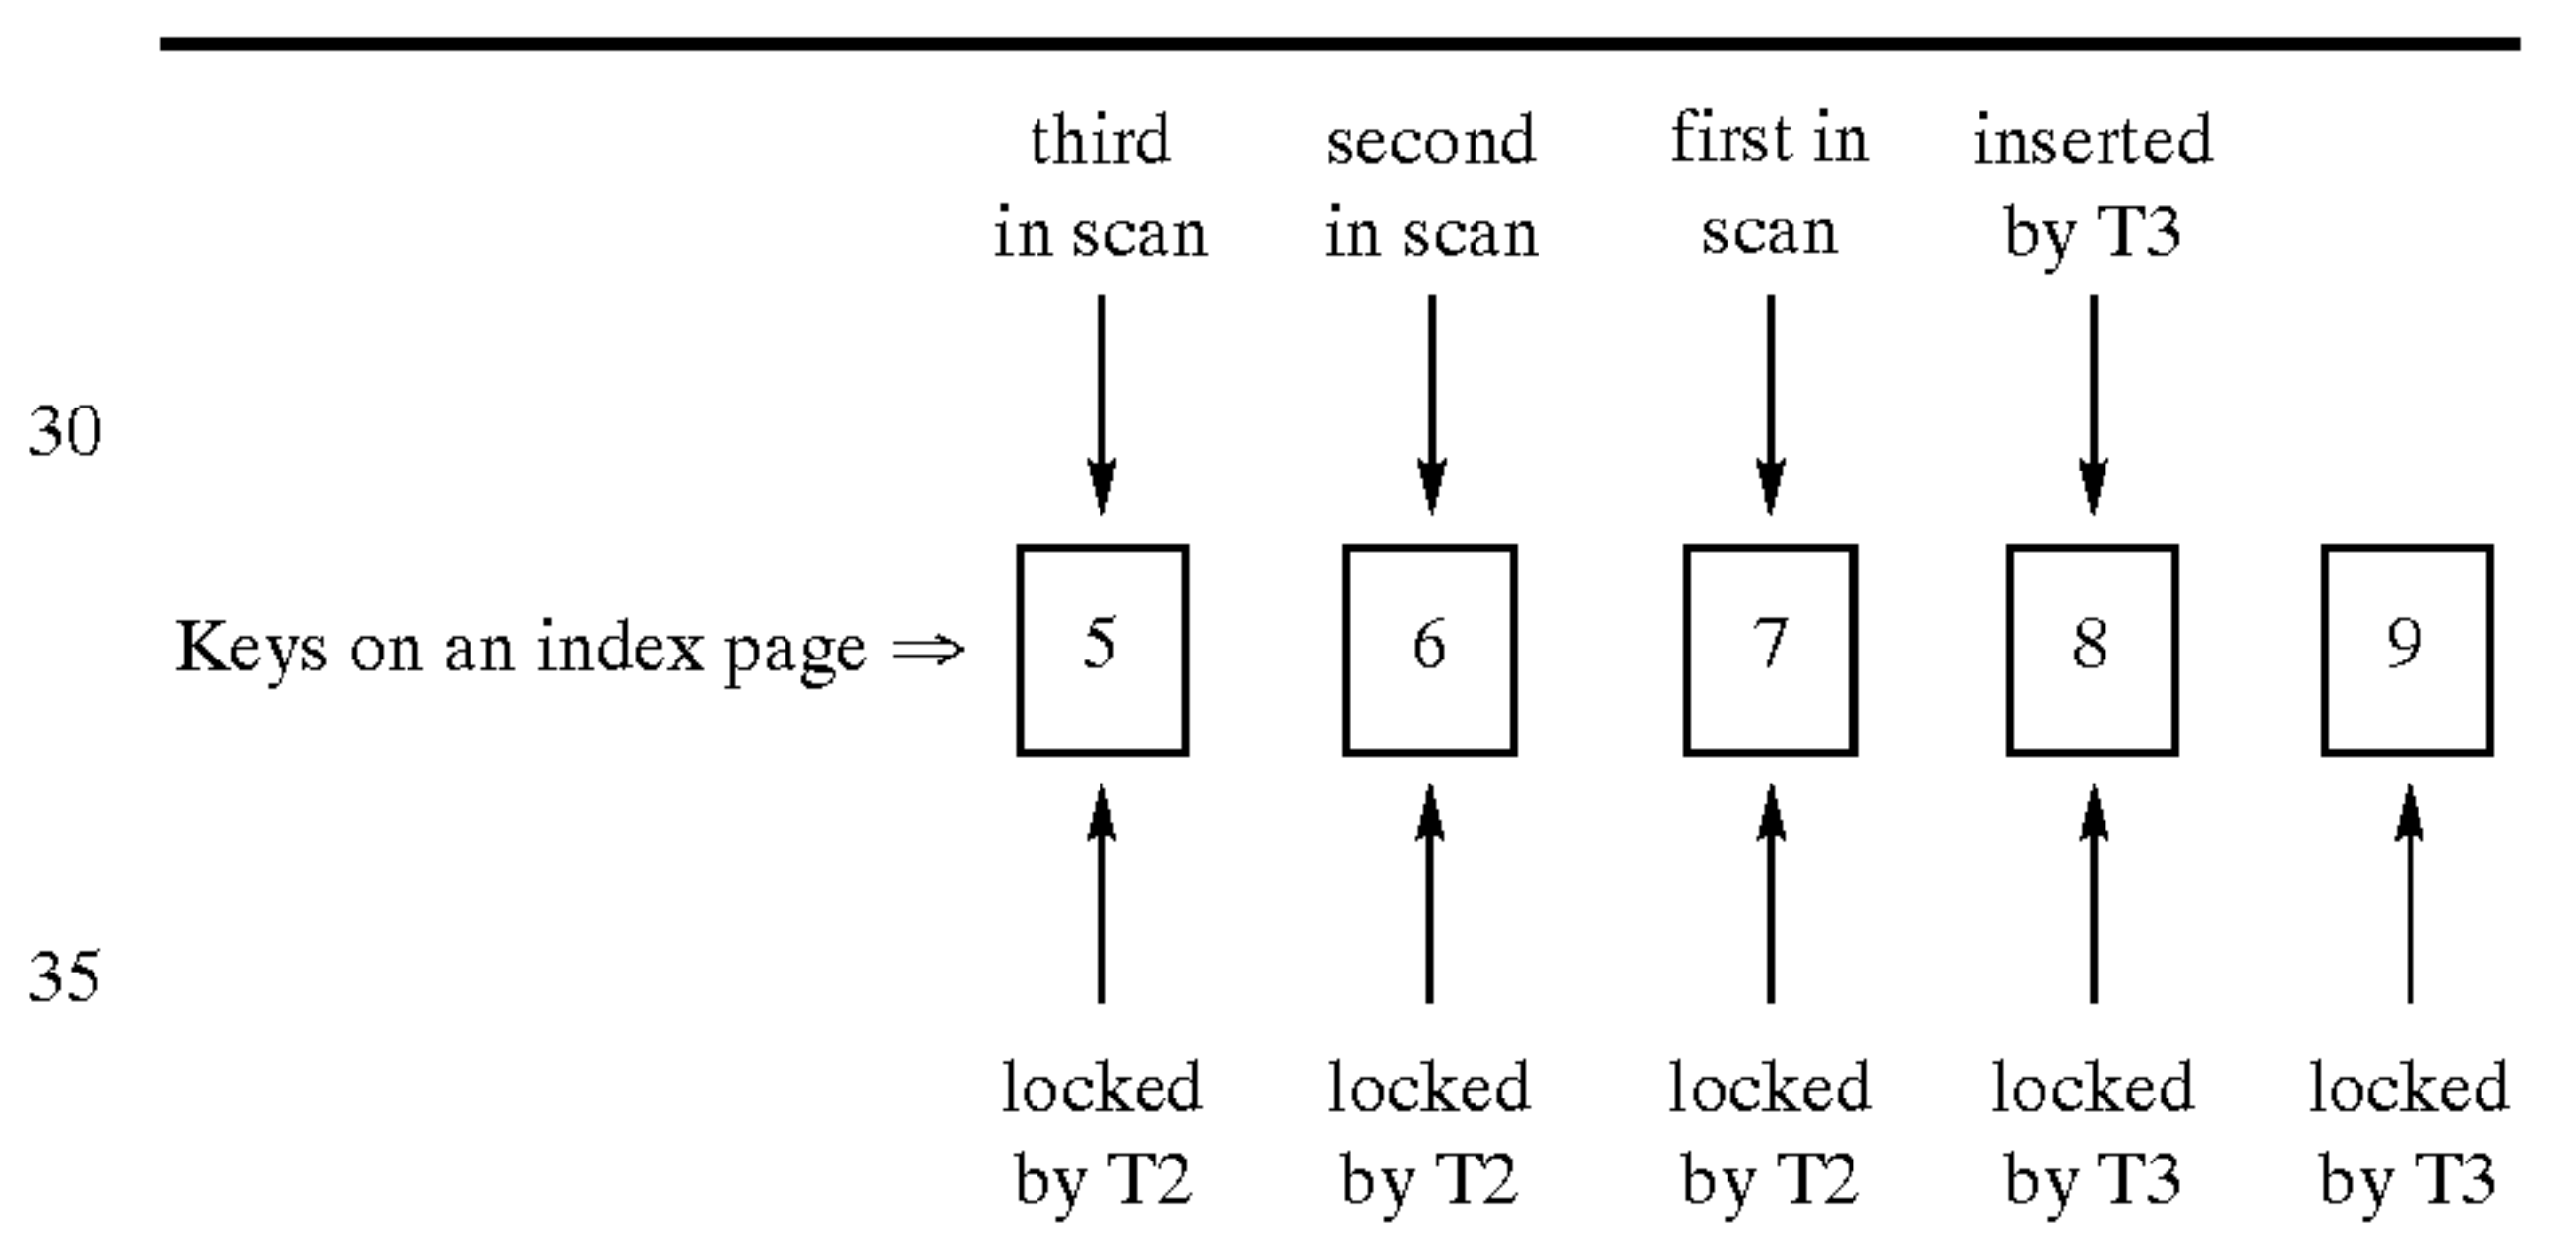 third second first in inserted
in scan in scan scan by T3
30
Keys on an index page ⇒ 5 6 7 8 9
35
locked locked locked locked locked
by T2 by T2 by T2 by T3 by T3